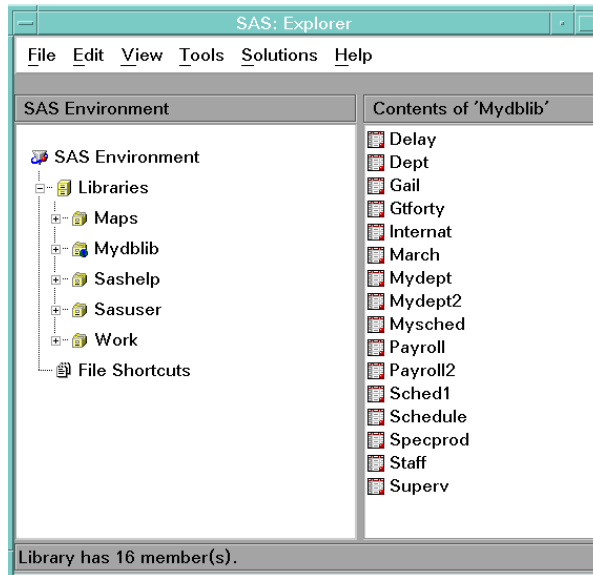 SAS: Explorer
File Edit View Tools Solutions Help
SAS Environment
SAS Environment
Libraries
Maps
Mydblib
Sashelp
Sasuser
Work
File Shortcuts
Contents of 'Mydblib'
Delay
Dept
Gail
Gtforty
Internat
March
Mydept
Mydept2
Mysched
Payroll
Payroll2
Sched1
Schedule
Specprod
Staff
Superv
Library has 16 member(s).